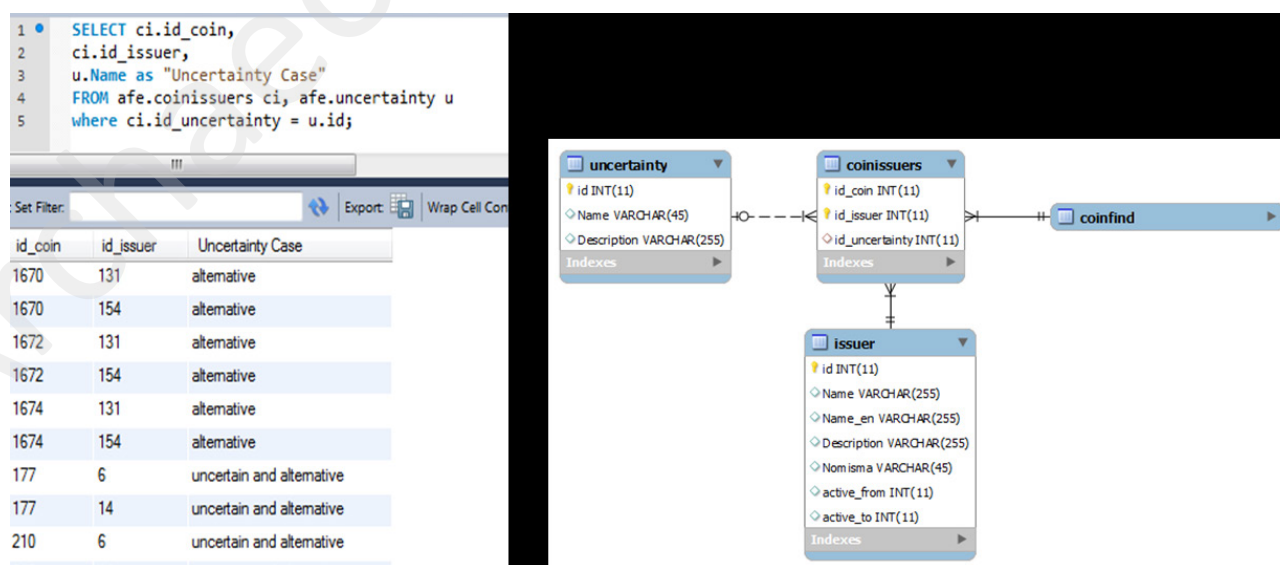 1 SELECT ci.id_coin,
2 ci.id_issuer,
3 u.Name as "Uncertainty Case"
4 FROM afe.coinissuers ci, afe.uncertainty u
5 where ci.id_uncertainty = u.id;
: Set Filter: Export: Wrap Cell Con
id_coin id_issuer Uncertainty Case
1670 131 alternative
1670 154 alternative
1672 131 alternative
1672 154 alternative
1674 131 alternative
1674 154 alternative
177 6 uncertain and alternative
177 14 uncertain and alternative
210 6 uncertain and alternative
uncertainty
id INT(11)
Name VARCHAR(45)
Description VARCHAR(255)
Indexes
coinissuers
id_coin INT(11)
id_issuer INT(11)
id_uncertainty INT(11)
Indexes
coinfind
issuer
id INT(11)
Name VARCHAR(255)
Name_en VARCHAR(255)
Description VARCHAR(255)
Nomisma VARCHAR(45)
active_from INT(11)
active_to INT(11)
Indexes